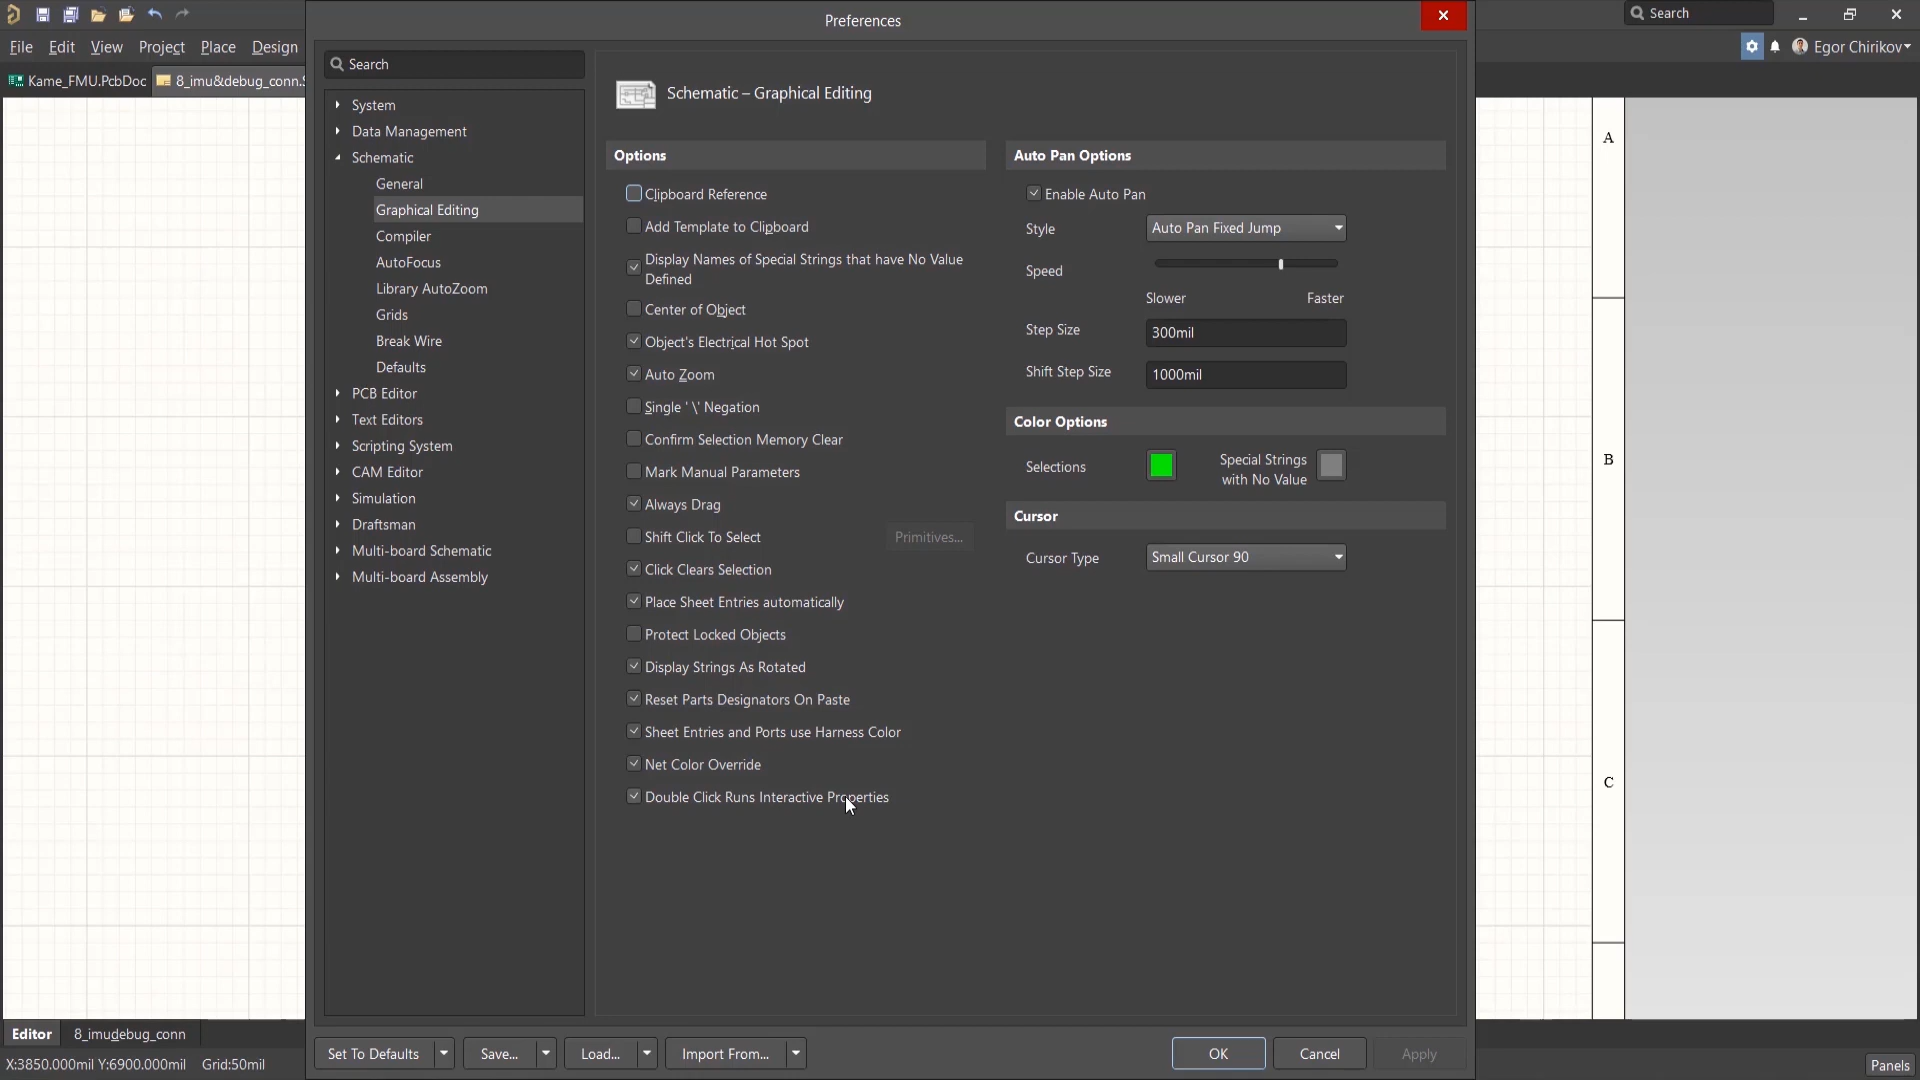 Preferences
Search
File Edit View Project Place Design
Egor Chirikov
Kame_FMU.PcbDoc
8_imu&debug_conn.S
Search
System
Data Management
Schematic
General
Graphical Editing
Compiler
AutoFocus
Library AutoZoom
Grids
Break Wire
Defaults
PCB Editor
Text Editors
Scripting System
CAM Editor
Simulation
Draftsman
Multi-board Schematic
Multi-board Assembly
Schematic – Graphical Editing
Options
Clipboard Reference
Add Template to Clipboard
Display Names of Special Strings that have No Value
Defined
Center of Object
Object's Electrical Hot Spot
Auto Zoom
Single ' \' Negation
Confirm Selection Memory Clear
Mark Manual Parameters
Always Drag
Shift Click To Select
Primitives...
Click Clears Selection
Place Sheet Entries automatically
Protect Locked Objects
Display Strings As Rotated
Reset Parts Designators On Paste
Sheet Entries and Ports use Harness Color
Net Color Override
Double Click Runs Interactive Properties
Auto Pan Options
Enable Auto Pan
Style
Auto Pan Fixed Jump
Speed
Slower
Faster
Step Size
300mil
Shift Step Size
1000mil
Color Options
Selections
Special Strings
with No Value
Cursor
Cursor Type
Small Cursor 90
A
B
C
Set To Defaults
Save...
Load...
Import From...
OK
Cancel
Apply
Editor
8_imudebug_conn
X:3850.000mil Y:6900.000mil
Grid:50mil
Panels